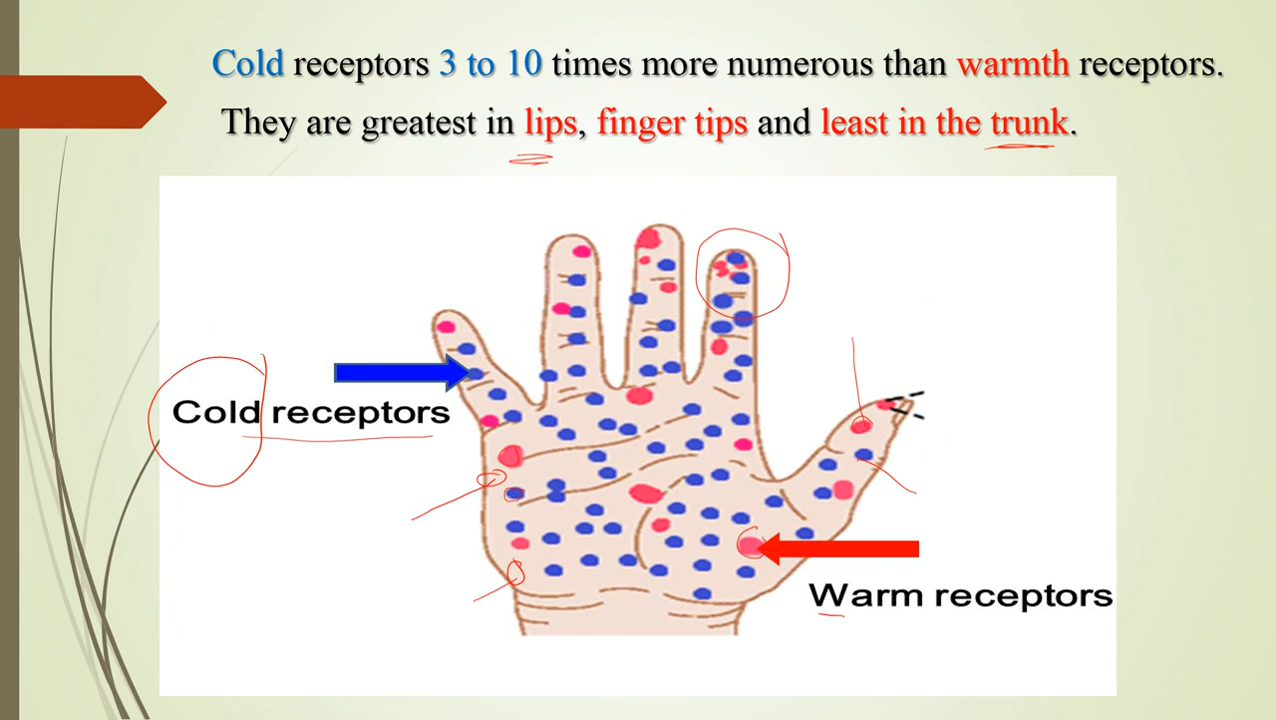 Cold receptors 3 to 10 times more numerous than warmth receptors.
They are greatest in lips, finger tips and least in the trunk.
Cold receptors
Warm receptors